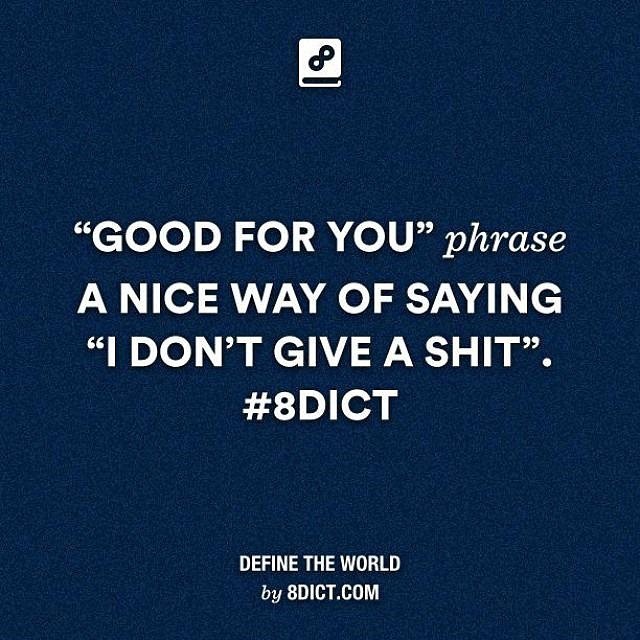 “GOOD FOR YOU” phrase
A NICE WAY OF SAYING
“I DON’T GIVE A SHIT”.
#8DICT
DEFINE THE WORLD
by 8DICT.COM